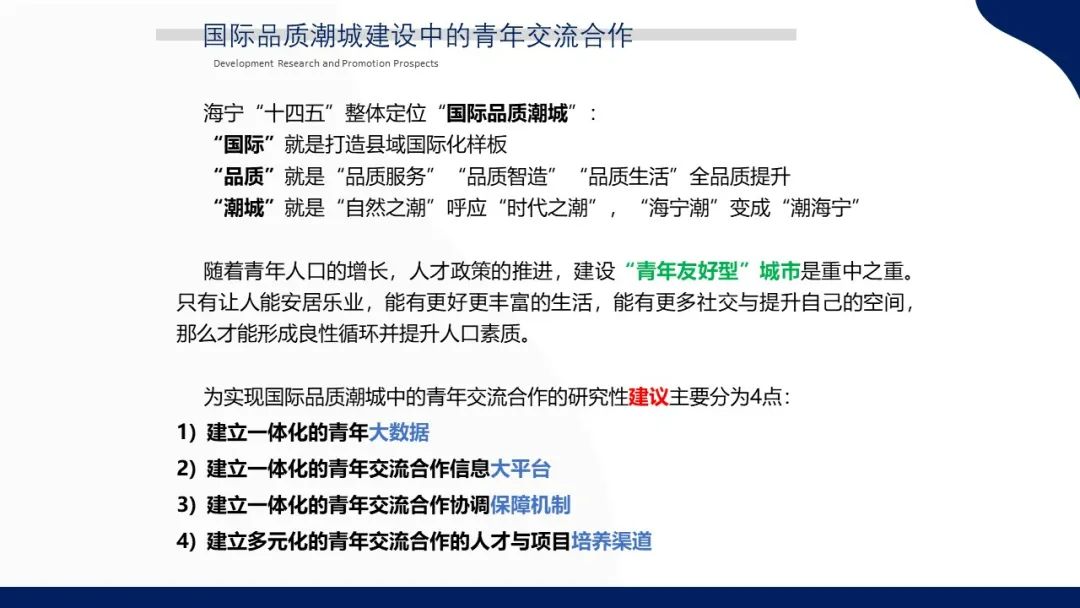 国际品质潮城建设中的青年交流合作
Development Research and Promotion Prospects
海宁“十四五”整体定位“国际品质潮城”:
“国际”就是打造县域国际化样板
“品质”就是“品质服务” “品质智造” “品质生活”全品质提升
“潮城”就是“自然之潮”呼应“时代之潮”, “海宁潮”变成“潮海宁”
随着青年人口的增长，人才政策的推进，建设“青年友好型”城市是重中之重。
只有让人能安居乐业，能有更好更丰富的生活，能有更多社交与提升自己的空间，
那么才能形成良性循环并提升人口素质。
为实现国际品质潮城中的青年交流合作的研究性建议主要分为4点：
1）建立一体化的青年大数据
2）建立一体化的青年交流合作信息大平台
3）建立一体化的青年交流合作协调保障机制
4）建立多元化的青年交流合作的人才与项目培养渠道